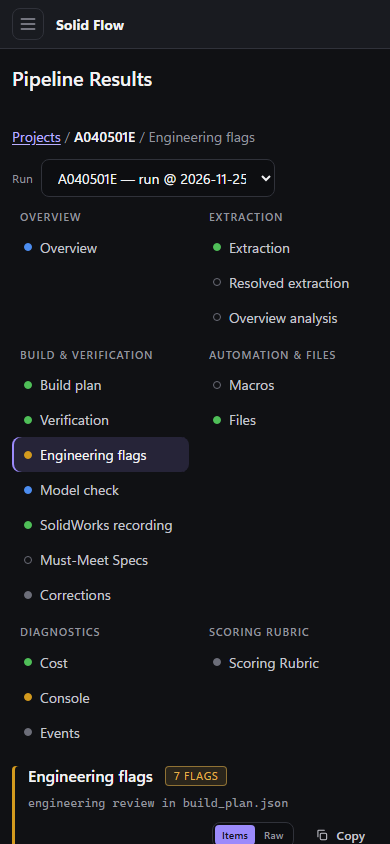 Solid Flow
Pipeline Results
Projects / A040501E / Engineering flags
Run A040501E — run @ 2026-11-25
OVERVIEW
Overview
EXTRACTION
Extraction
Resolved extraction
Overview analysis
BUILD & VERIFICATION
Build plan
Verification
Engineering flags
Model check
SolidWorks recording
Must-Meet Specs
Corrections
AUTOMATION & FILES
Macros
Files
DIAGNOSTICS
Cost
Console
Events
SCORING RUBRIC
Scoring Rubric
Engineering flags 7 FLAGS
engineering review in build_plan.json
Items Raw Copy